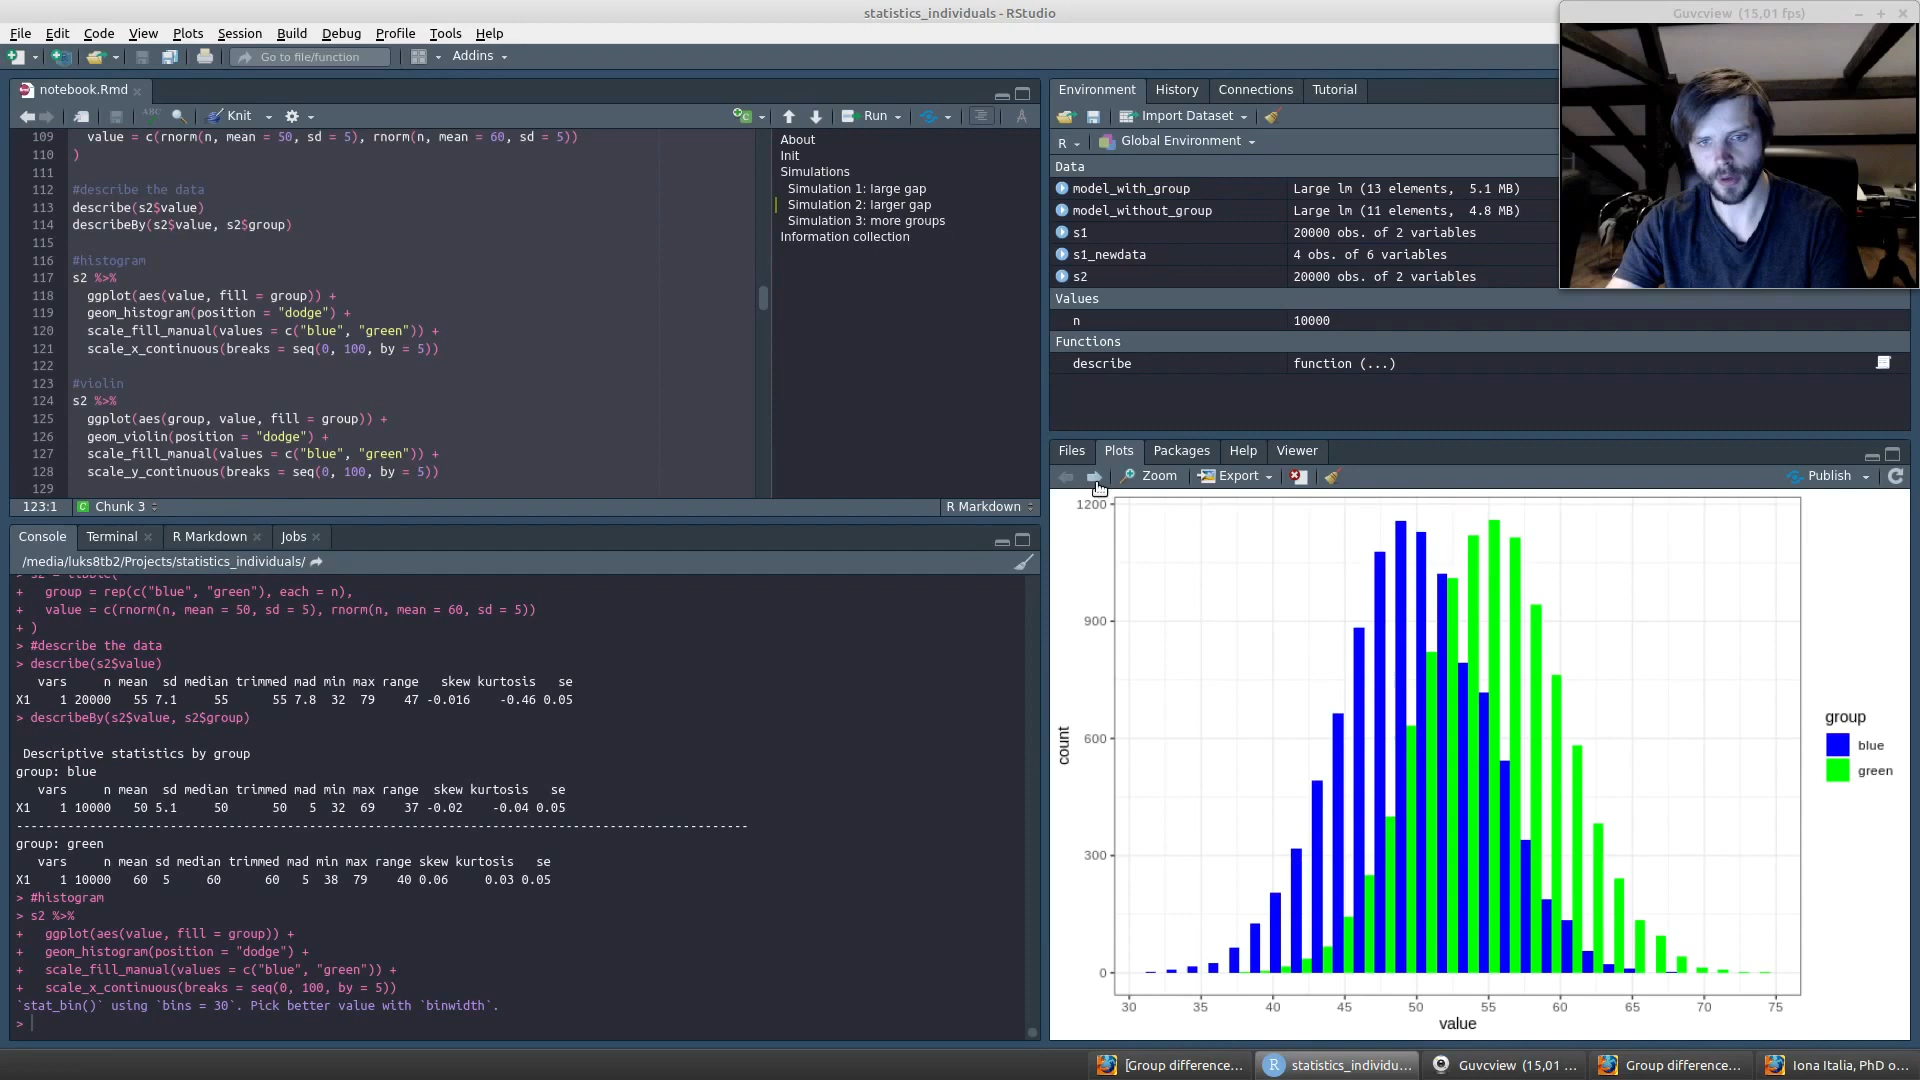 statistics_individuals - RStudio
Guvcview (15,01 fps)
File Edit Code View Plots Session Build Debug Profile Tools Help
Go to file/function
Addins
notebook.Rmd
ABC
Knit
Run
109 value = c(rnorm(n, mean = 50, sd = 5), rnorm(n, mean = 60, sd = 5))
110 )
111
112 #describe the data
113 describe(s2$value)
114 describeBy(s2$value, s2$group)
115
116 #histogram
117 s2 %>%
118 ggplot(aes(value, fill = group)) +
119 geom_histogram(position = "dodge") +
120 scale_fill_manual(values = c("blue", "green")) +
121 scale_x_continuous(breaks = seq(0, 100, by = 5))
122
123 #violin
124 s2 %>%
125 ggplot(aes(group, value, fill = group)) +
126 geom_violin(position = "dodge") +
127 scale_fill_manual(values = c("blue", "green")) +
128 scale_y_continuous(breaks = seq(0, 100, by = 5))
129
About
Init
Simulations
Simulation 1: large gap
Simulation 2: larger gap
Simulation 3: more groups
Information collection
123:1 C Chunk 3 R Markdown
Console Terminal R Markdown Jobs
/media/luks8tb2/Projects/statistics_individuals/
> s2 = tibble(
+ group = rep(c("blue", "green"), each = n),
+ value = c(rnorm(n, mean = 50, sd = 5), rnorm(n, mean = 60, sd = 5))
+ )
> #describe the data
> describe(s2$value)
vars n mean sd median trimmed mad min max range skew kurtosis se
X1 1 20000 55 7.1 55 55 7.8 32 79 47 -0.016 -0.46 0.05
> describeBy(s2$value, s2$group)
Descriptive statistics by group
group: blue
vars n mean sd median trimmed mad min max range skew kurtosis se
X1 1 10000 50 5.1 50 50 5 32 69 37 -0.02 -0.04 0.05
------------------------------------------------------------------------------------------------------
group: green
vars n mean sd median trimmed mad min max range skew kurtosis se
X1 1 10000 60 5 60 60 5 38 79 40 0.06 0.03 0.05
> #histogram
> s2 %>%
+ ggplot(aes(value, fill = group)) +
+ geom_histogram(position = "dodge") +
+ scale_fill_manual(values = c("blue", "green")) +
+ scale_x_continuous(breaks = seq(0, 100, by = 5))
`stat_bin()` using `bins = 30`. Pick better value with `binwidth`.
>
Environment History Connections Tutorial
Import Dataset
R Global Environment
Data
model_with_group Large lm (13 elements, 5.1 MB)
model_without_group Large lm (11 elements, 4.8 MB)
s1 20000 obs. of 2 variables
s1_newdata 4 obs. of 6 variables
s2 20000 obs. of 2 variables
Values
n 10000
Functions
describe function (...)
Files Plots Packages Help Viewer
Zoom Export Publish
1200
900
600
300
0
count
30 35 40 45 50 55 60 65 70 75
value
group
blue
green
[Group difference... statistics_individu... Guvcview (15,01 ... Group difference... Iona Italia, PhD o...